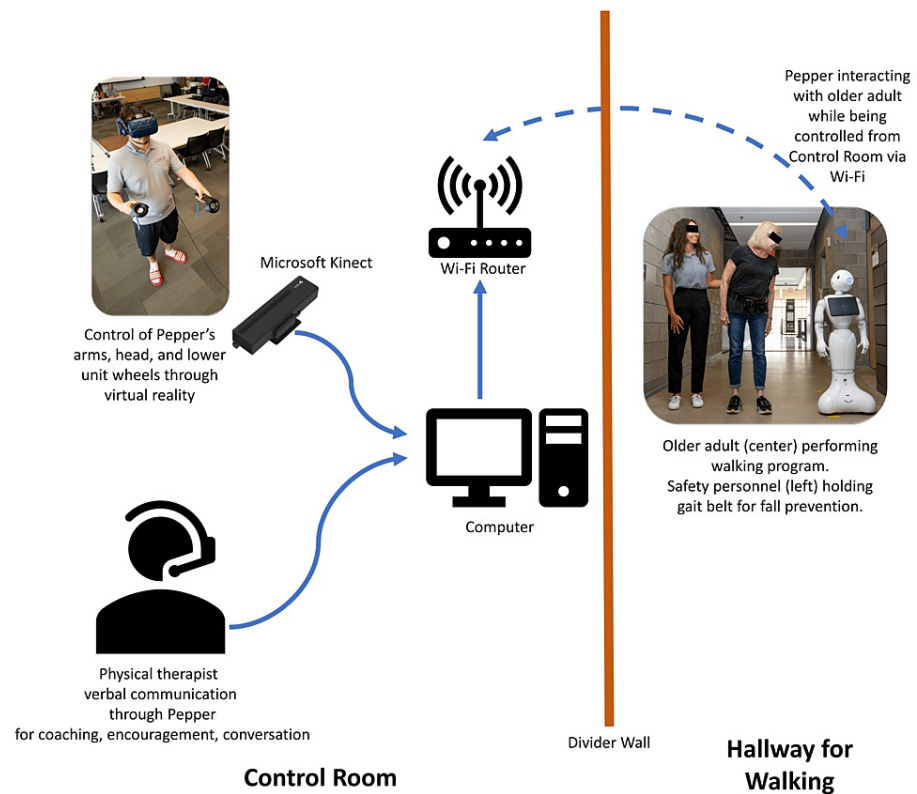 Pepper interacting
with older adult
while being
controlled from
Control Room via
Wi-Fi
Microsoft Kinect
Wi-Fi Router
Control of Pepper's
arms, head, and lower
unit wheels through
virtual reality
Older adult (center) performing
walking program.
Safety personnel (left) holding
gait belt for fall prevention.
Computer
Physical therapist
verbal communication
through Pepper
for coaching, encouragement, conversation
Divider Wall
Control Room
Hallway for
Walking